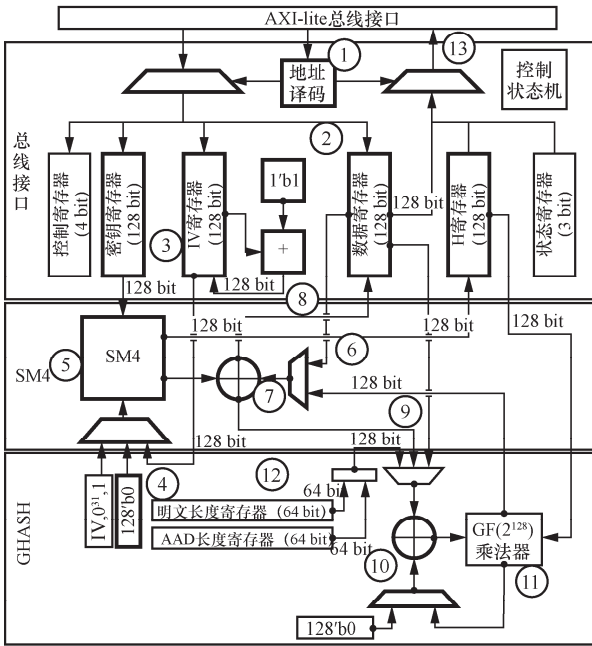 AXI-lite总线接口
①
⑬
地址
译码
控制
状态机
总线接口
②
控制寄存器
(4 bit)
密钥寄存器
(128 bit)
③
IV寄存器
(128 bit)
1'b1
+
数据寄存器
(128 bit)
128 bit
H寄存器
(128 bit)
状态寄存器
(3 bit)
128 bit
128 bit
⑧
128 bit
128 bit
128 bit
SM4
⑤
SM4
⑥
⑦
128 bit
⑨
128 bit
128 bit
GHASH
IV,0³¹,1
128'b0
④
⑫
64 bit
明文长度寄存器（64 bit）
AAD长度寄存器（64 bit）
64 bit
⑩
GF(2¹²⁸)
乘法器
⑪
128'b0